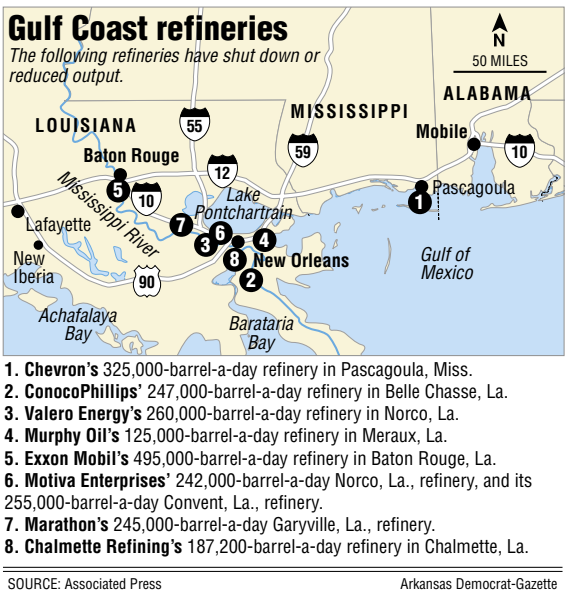 Gulf Coast refineries
The following refineries have shut down or
reduced output.
N
50 MILES
ALABAMA
MISSISSIPPI
LOUISIANA
55
59
Mobile
10
Baton Rouge
12
5
10
Mississippi River
Lake
Pontchartrain
Pascagoula
1
Lafayette
7
6
3
4
8
New Orleans
New
Iberia
90
2
Gulf of
Mexico
Achafalaya
Bay
Barataria
Bay
1. Chevron's 325,000-barrel-a-day refinery in Pascagoula, Miss.
2. ConocoPhillips' 247,000-barrel-a-day refinery in Belle Chasse, La.
3. Valero Energy's 260,000-barrel-a-day refinery in Norco, La.
4. Murphy Oil's 125,000-barrel-a-day refinery in Meraux, La.
5. Exxon Mobil's 495,000-barrel-a-day refinery in Baton Rouge, La.
6. Motiva Enterprises' 242,000-barrel-a-day Norco, La., refinery, and its
255,000-barrel-a-day Convent, La., refinery.
7. Marathon's 245,000-barrel-a-day Garyville, La., refinery.
8. Chalmette Refining's 187,200-barrel-a-day refinery in Chalmette, La.
SOURCE: Associated Press
Arkansas Democrat-Gazette